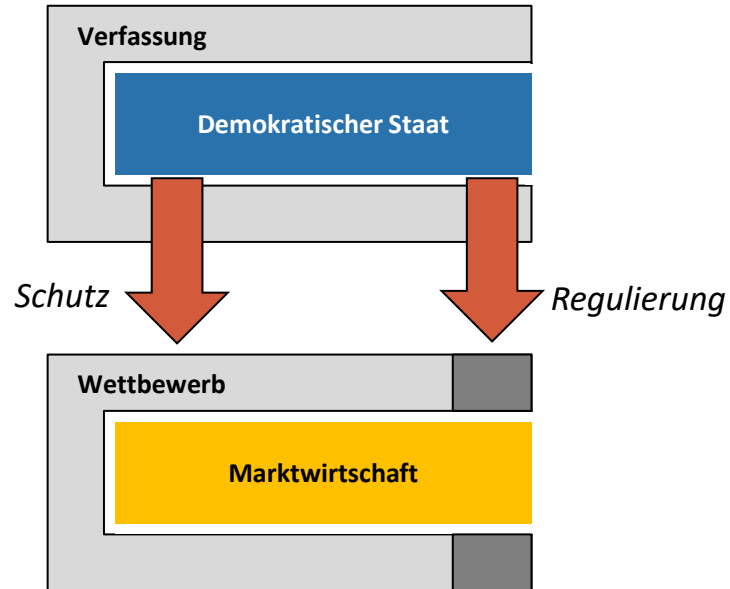 Verfassung
Demokratischer Staat
Schutz
Regulierung
Wettbewerb
Marktwirtschaft